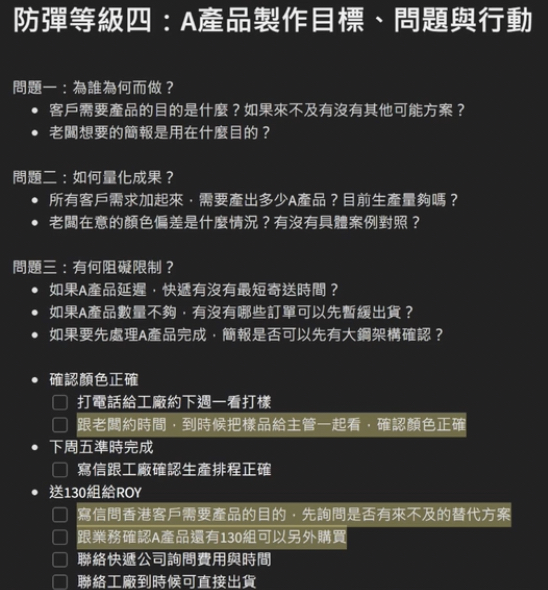 防彈等級四：A產品製作目標、問題與行動
問題一：為誰為何而做？
• 客戶需要產品的目的是什麼？如果來不及有沒有其他可能方案？
• 老闆想要的簡報是用在什麼目的？
問題二：如何量化成果？
• 所有客戶需求加起來，需要產出多少A產品？目前生產量夠嗎？
• 老闆在意的顏色偏差是什麼情況？有沒有具體案例對照？
問題三：有何阻礙限制？
• 如果A產品延遲，快遞有沒有最短寄送時間？
• 如果A產品數量不夠，有沒有哪些訂單可以先暫緩出貨？
• 如果要先處理A產品完成，簡報是否可以先有大鋼架構確認？
• 確認顏色正確
打電話給工廠約下週一看打樣
跟老闆約時間，到時候把樣品給主管一起看，確認顏色正確
• 下周五準時完成
寫信跟工廠確認生產排程正確
• 送130組給ROY
寫信問香港客戶需要產品的目的，先詢問是否有來不及的替代方案
跟業務確認A產品還有130組可以另外購買
聯絡快遞公司詢問費用與時間
聯絡工廠到時候可直接出貨